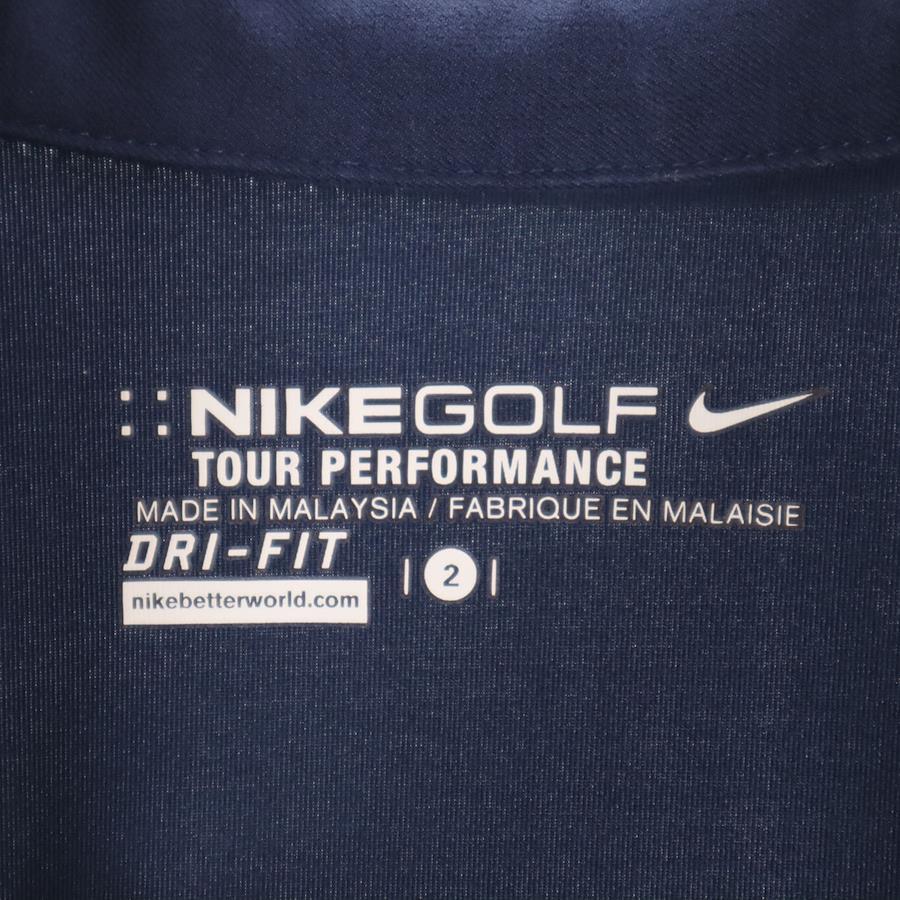 NIKEGOLF
TOUR PERFORMANCE
MADE IN MALAYSIA / FABRIQUE EN MALAISIE
DRI-FIT
2
nikebetterworld.com